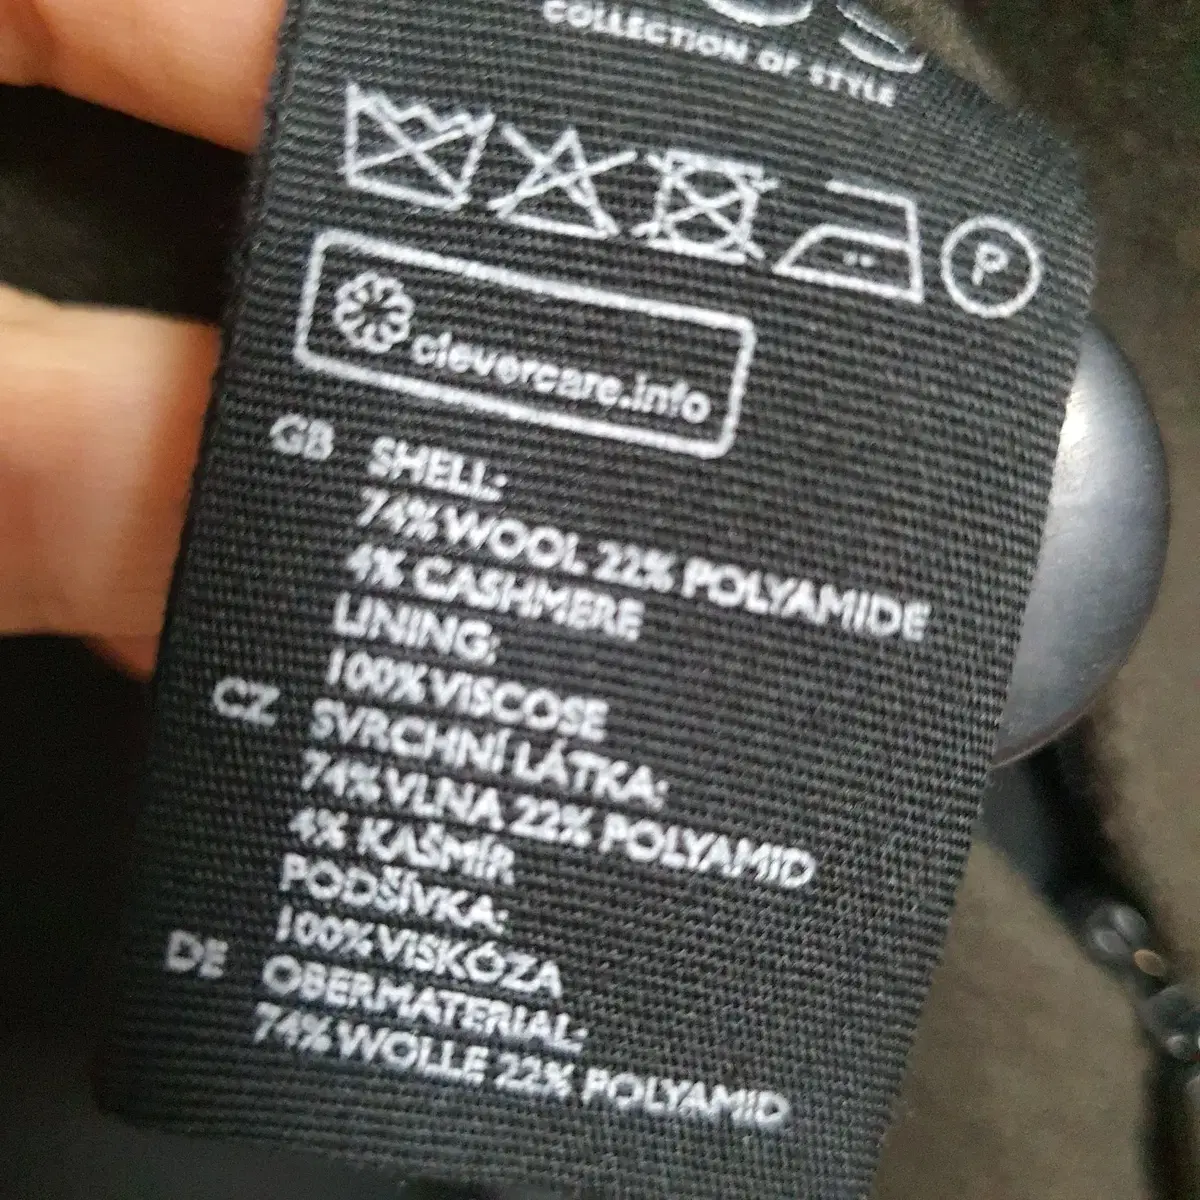 COLLECTION OF STYLE
P
clevercare.info
GB SHELL:
74% WOOL 22% POLYAMIDE
4% CASHMERE
LINING:
100% VISCOSE
CZ SVRCHNÍ LÁTKA:
74% VLNA 22% POLYAMID
4% KAŠMÍR
PODŠÍVKA:
100% VISKÓZA
DE OBERMATERIAL:
74% WOLLE 22% POLYAMID